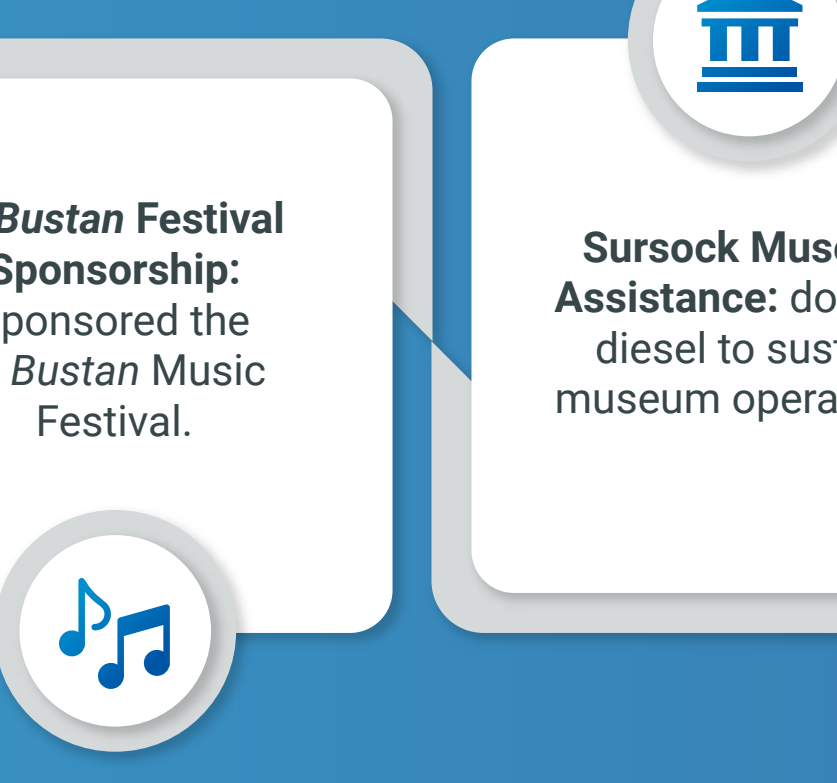 Bustan Festival
Sponsorship:
ponsored the
Bustan Music
Festival.
Sursock Mus
Assistance: do
diesel to sus
museum opera